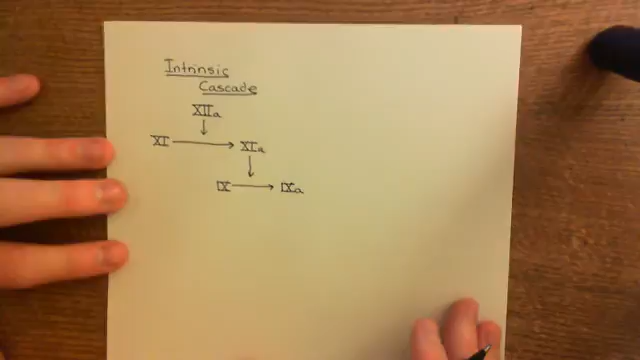 Intrinsic
Cascade
XIIa
XI → XIa
IX → IXa